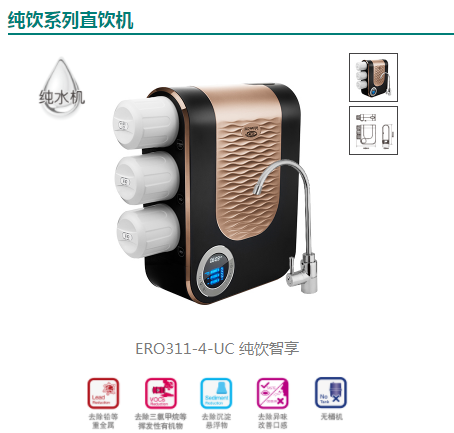 纯饮系列直饮机
纯水机
ERO311-4-UC 纯饮智享
Lead
Reduction
去除铅等
重金属
VOCs
Reduction
去除三氯甲烷等
挥发性有机物
Sediment
Reduction
去除沉淀
悬浮物
去除异味
改善口感
No
Tank
无桶机